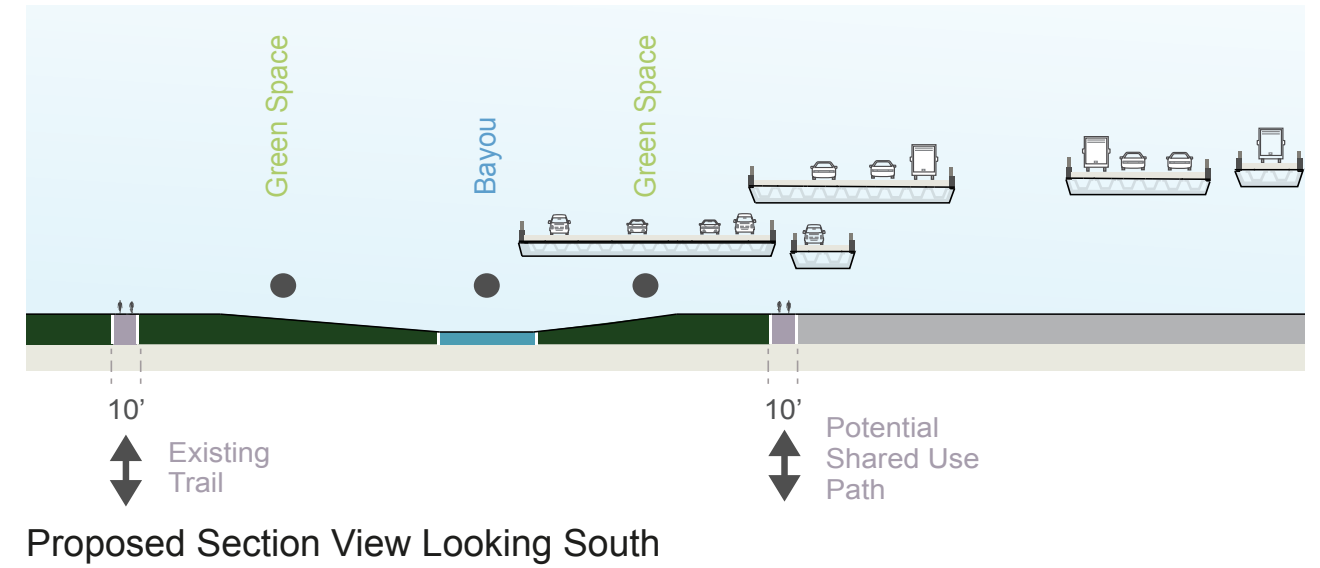 Green Space
Bayou
Green Space
10’
Existing
Trail
10’
Potential
Shared Use
Path
Proposed Section View Looking South